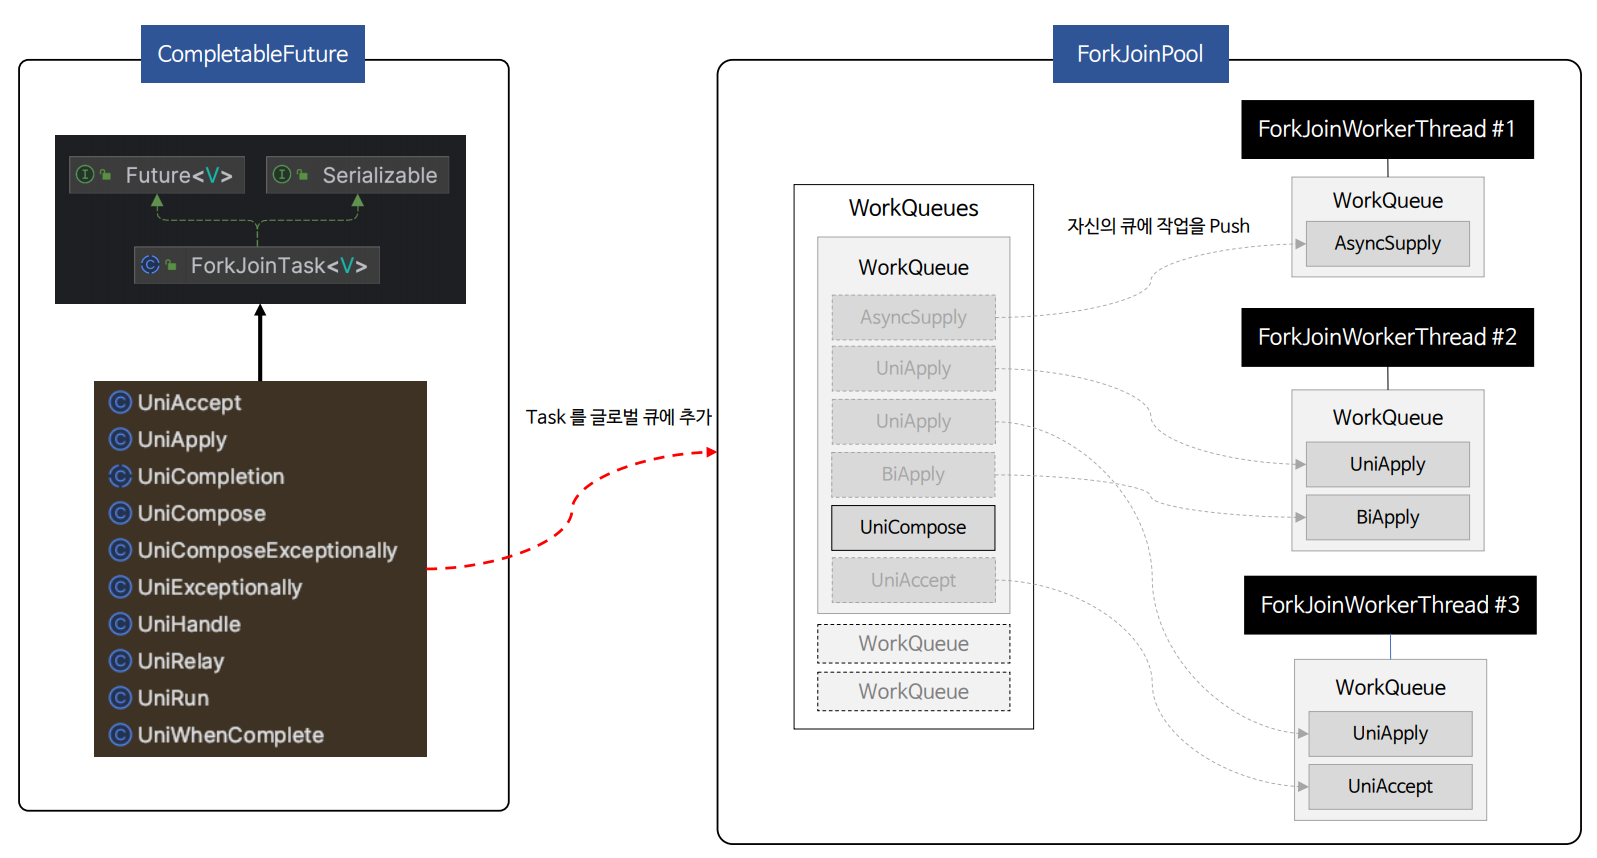 CompletableFuture
Future<V>
Serializable
ForkJoinTask<V>
UniAccept
UniApply
UniCompletion
UniCompose
UniComposeExceptionally
UniExceptionally
UniHandle
UniRelay
UniRun
UniWhenComplete
Task 를 글로벌 큐에 추가
ForkJoinPool
WorkQueues
WorkQueue
AsyncSupply
UniApply
UniApply
BiApply
UniCompose
UniAccept
WorkQueue
WorkQueue
자신의 큐에 작업을 Push
ForkJoinWorkerThread #1
WorkQueue
AsyncSupply
ForkJoinWorkerThread #2
WorkQueue
UniApply
BiApply
ForkJoinWorkerThread #3
WorkQueue
UniApply
UniAccept